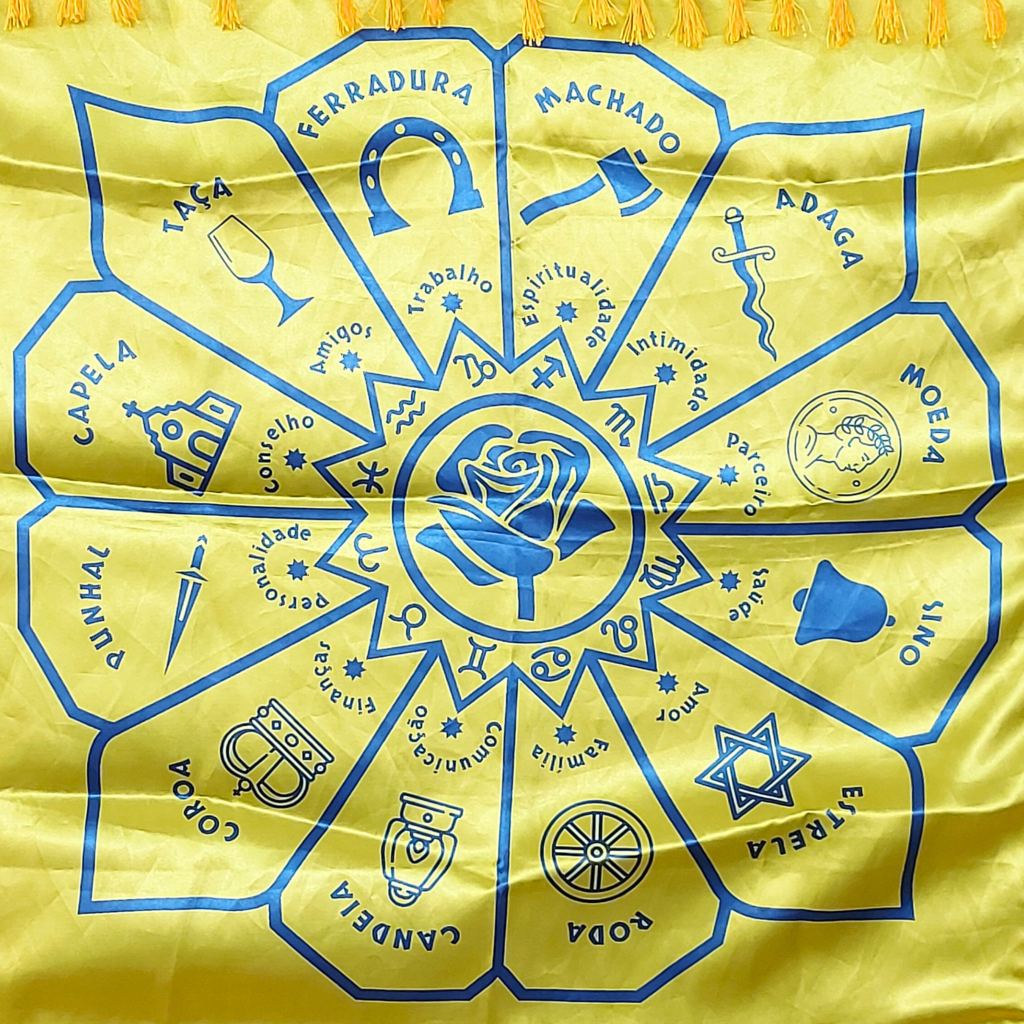 FERRADURA
Trabalho
MACHADO
Espiritualidade
ADAGA
Intimidade
MOEDA
Parceiro
SINO
Saúde
ESTRELA
Amor
RODA
Família
CANDEIA
Comunicação
COROA
Finanças
PUNHAL
Personalidade
CAPELA
Conselho
TAÇA
Amigos